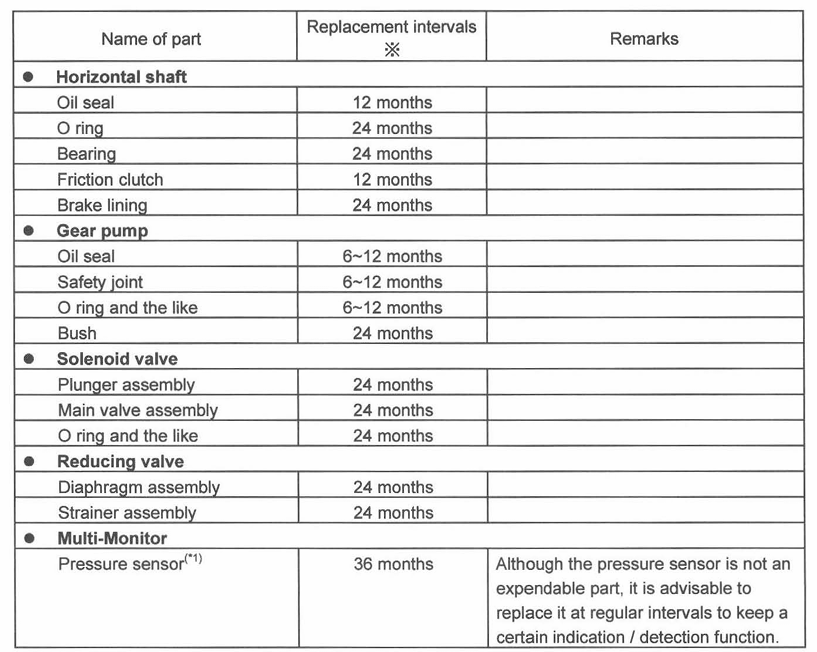 Name of part Replacement intervals Remarks
※
● Horizontal shaft
Oil seal 12 months
O ring 24 months
Bearing 24 months
Friction clutch 12 months
Brake lining 24 months
● Gear pump
Oil seal 6~12 months
Safety joint 6~12 months
O ring and the like 6~12 months
Bush 24 months
● Solenoid valve
Plunger assembly 24 months
Main valve assembly 24 months
O ring and the like 24 months
● Reducing valve
Diaphragm assembly 24 months
Strainer assembly 24 months
● Multi-Monitor
Pressure sensor(*1) 36 months Although the pressure sensor is not an
expendable part, it is advisable to
replace it at regular intervals to keep a
certain indication / detection function.